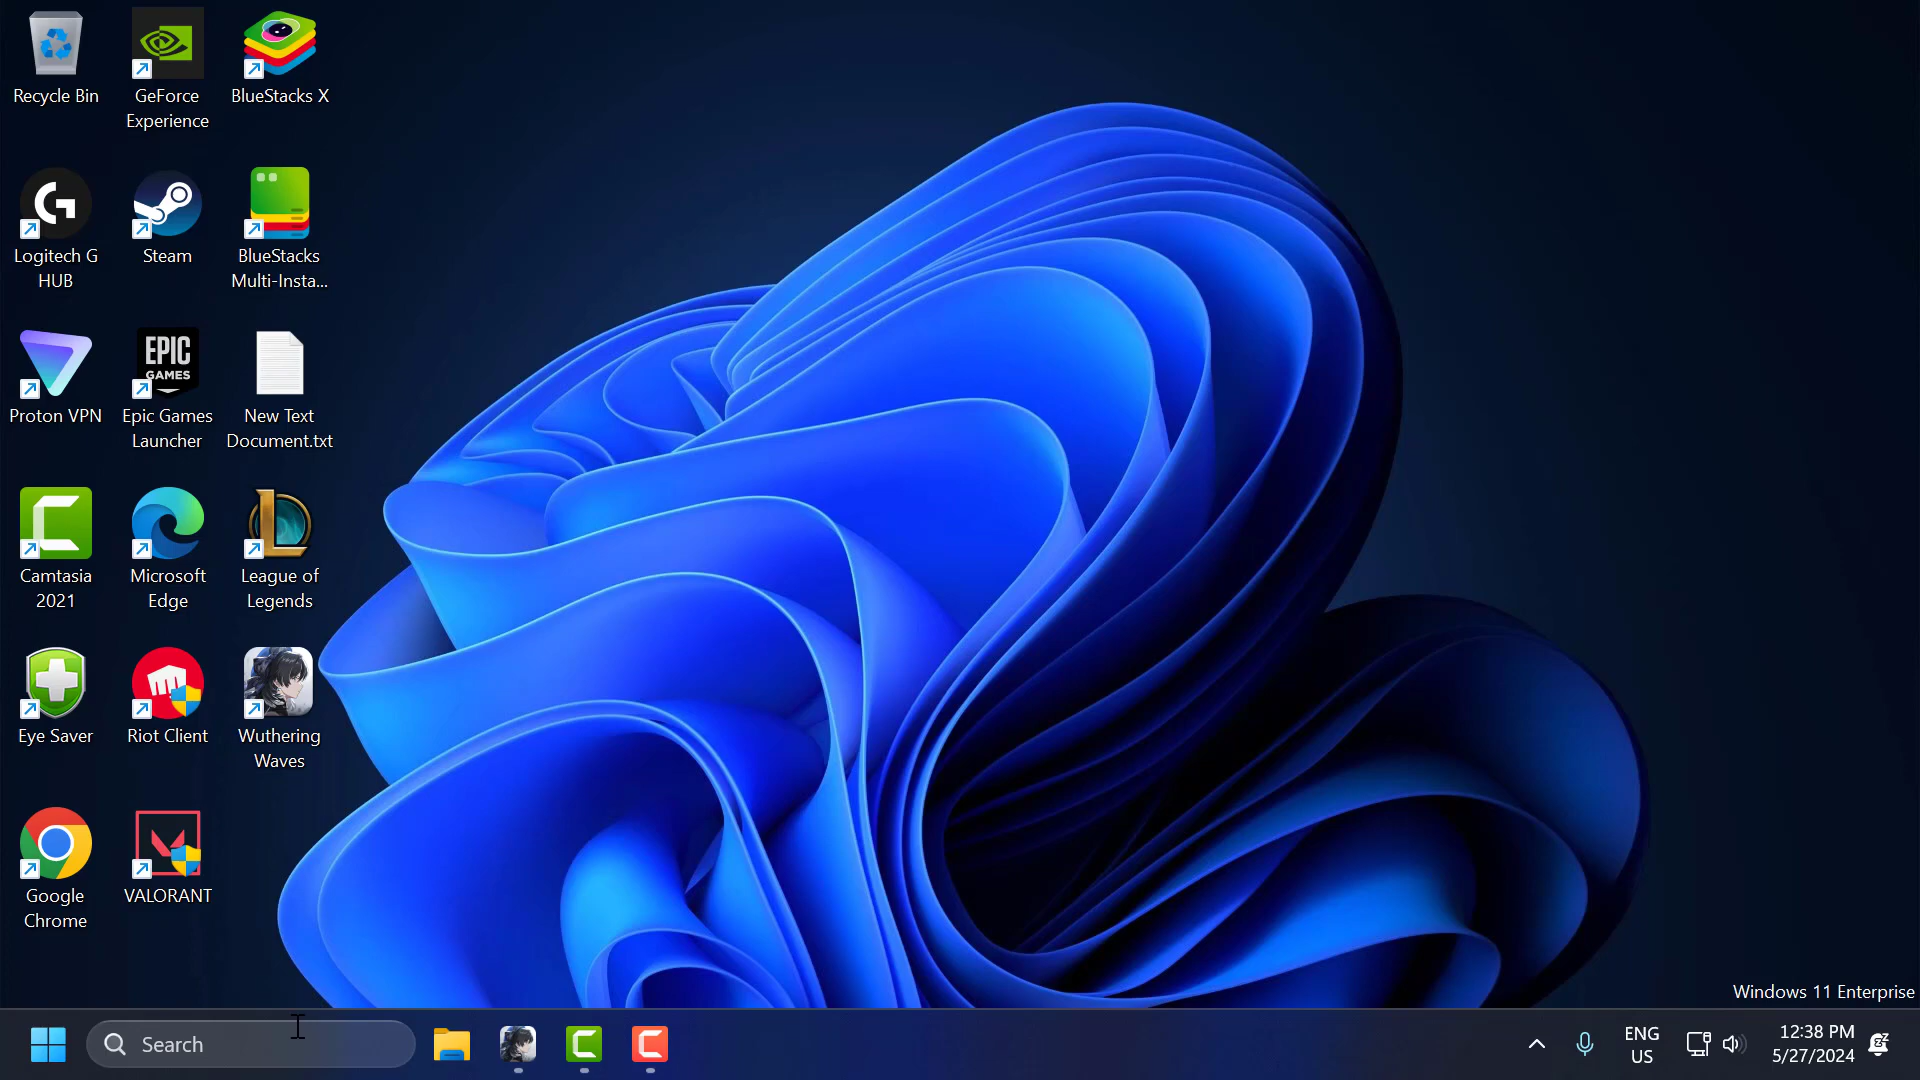 Recycle Bin
GeForce
Experience
BlueStacks X
Logitech G
HUB
Steam
BlueStacks
Multi-Insta...
Proton VPN
EPIC
GAMES
Epic Games
Launcher
New Text
Document.txt
Camtasia
2021
Microsoft
Edge
League of
Legends
Eye Saver
Riot Client
Wuthering
Waves
Google
Chrome
VALORANT
Windows 11 Enterprise
Search
ENG
US
12:38 PM
5/27/2024